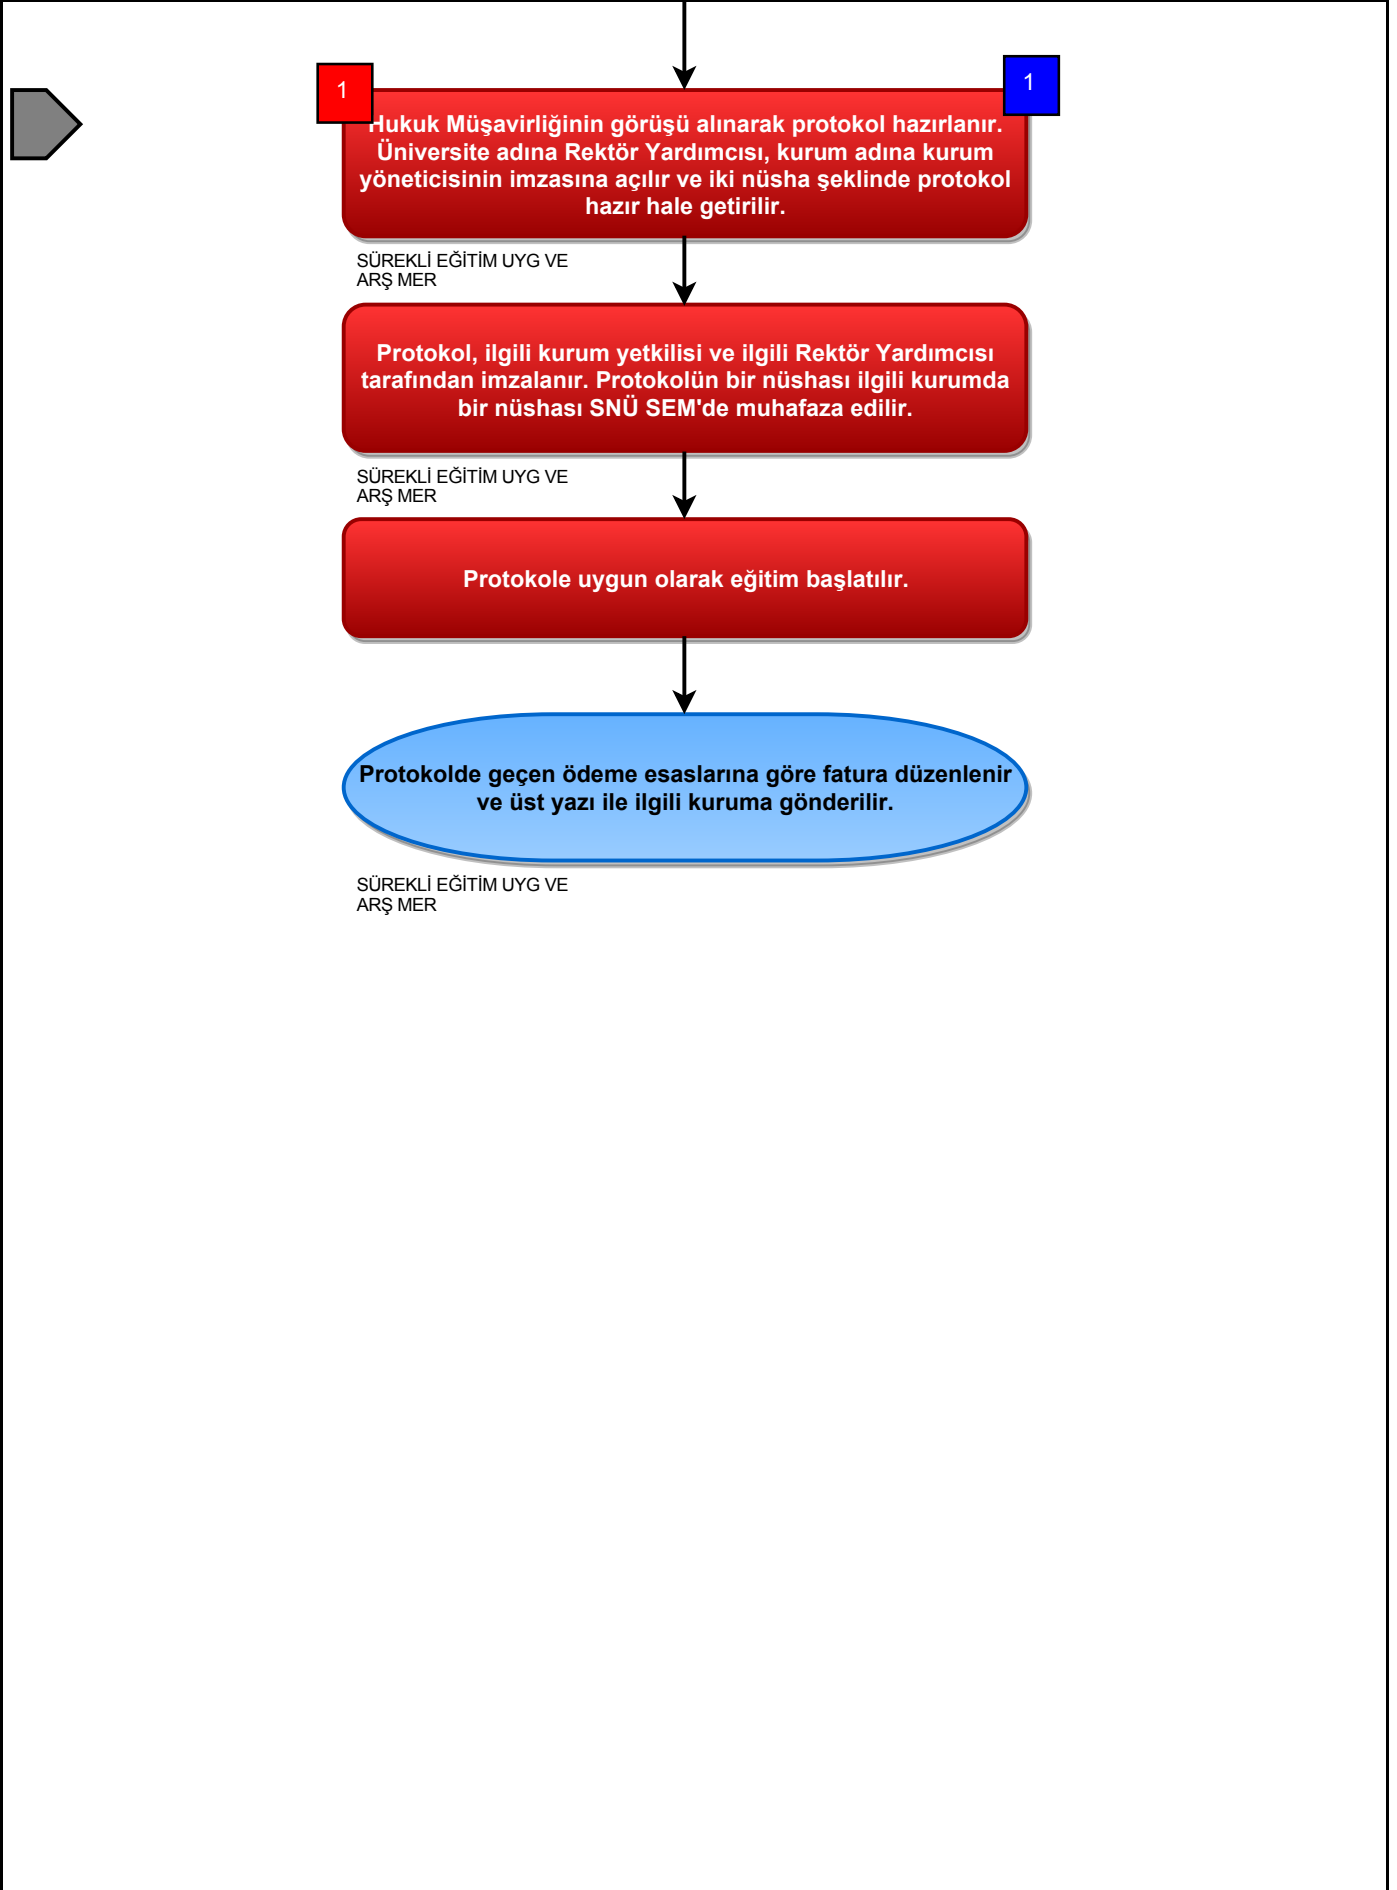 1
1
Hukuk Müşavirliğinin görüşü alınarak protokol hazırlanır.
Üniversite adına Rektör Yardımcısı, kurum adına kurum
yöneticisinin imzasına açılır ve iki nüsha şeklinde protokol
hazır hale getirilir.
SÜREKLİ EĞİTİM UYG VE
ARŞ MER
Protokol, ilgili kurum yetkilisi ve ilgili Rektör Yardımcısı
tarafından imzalanır. Protokolün bir nüshası ilgili kurumda
bir nüshası SNÜ SEM'de muhafaza edilir.
SÜREKLİ EĞİTİM UYG VE
ARŞ MER
Protokole uygun olarak eğitim başlatılır.
Protokolde geçen ödeme esaslarına göre fatura düzenlenir
ve üst yazı ile ilgili kuruma gönderilir.
SÜREKLİ EĞİTİM UYG VE
ARŞ MER